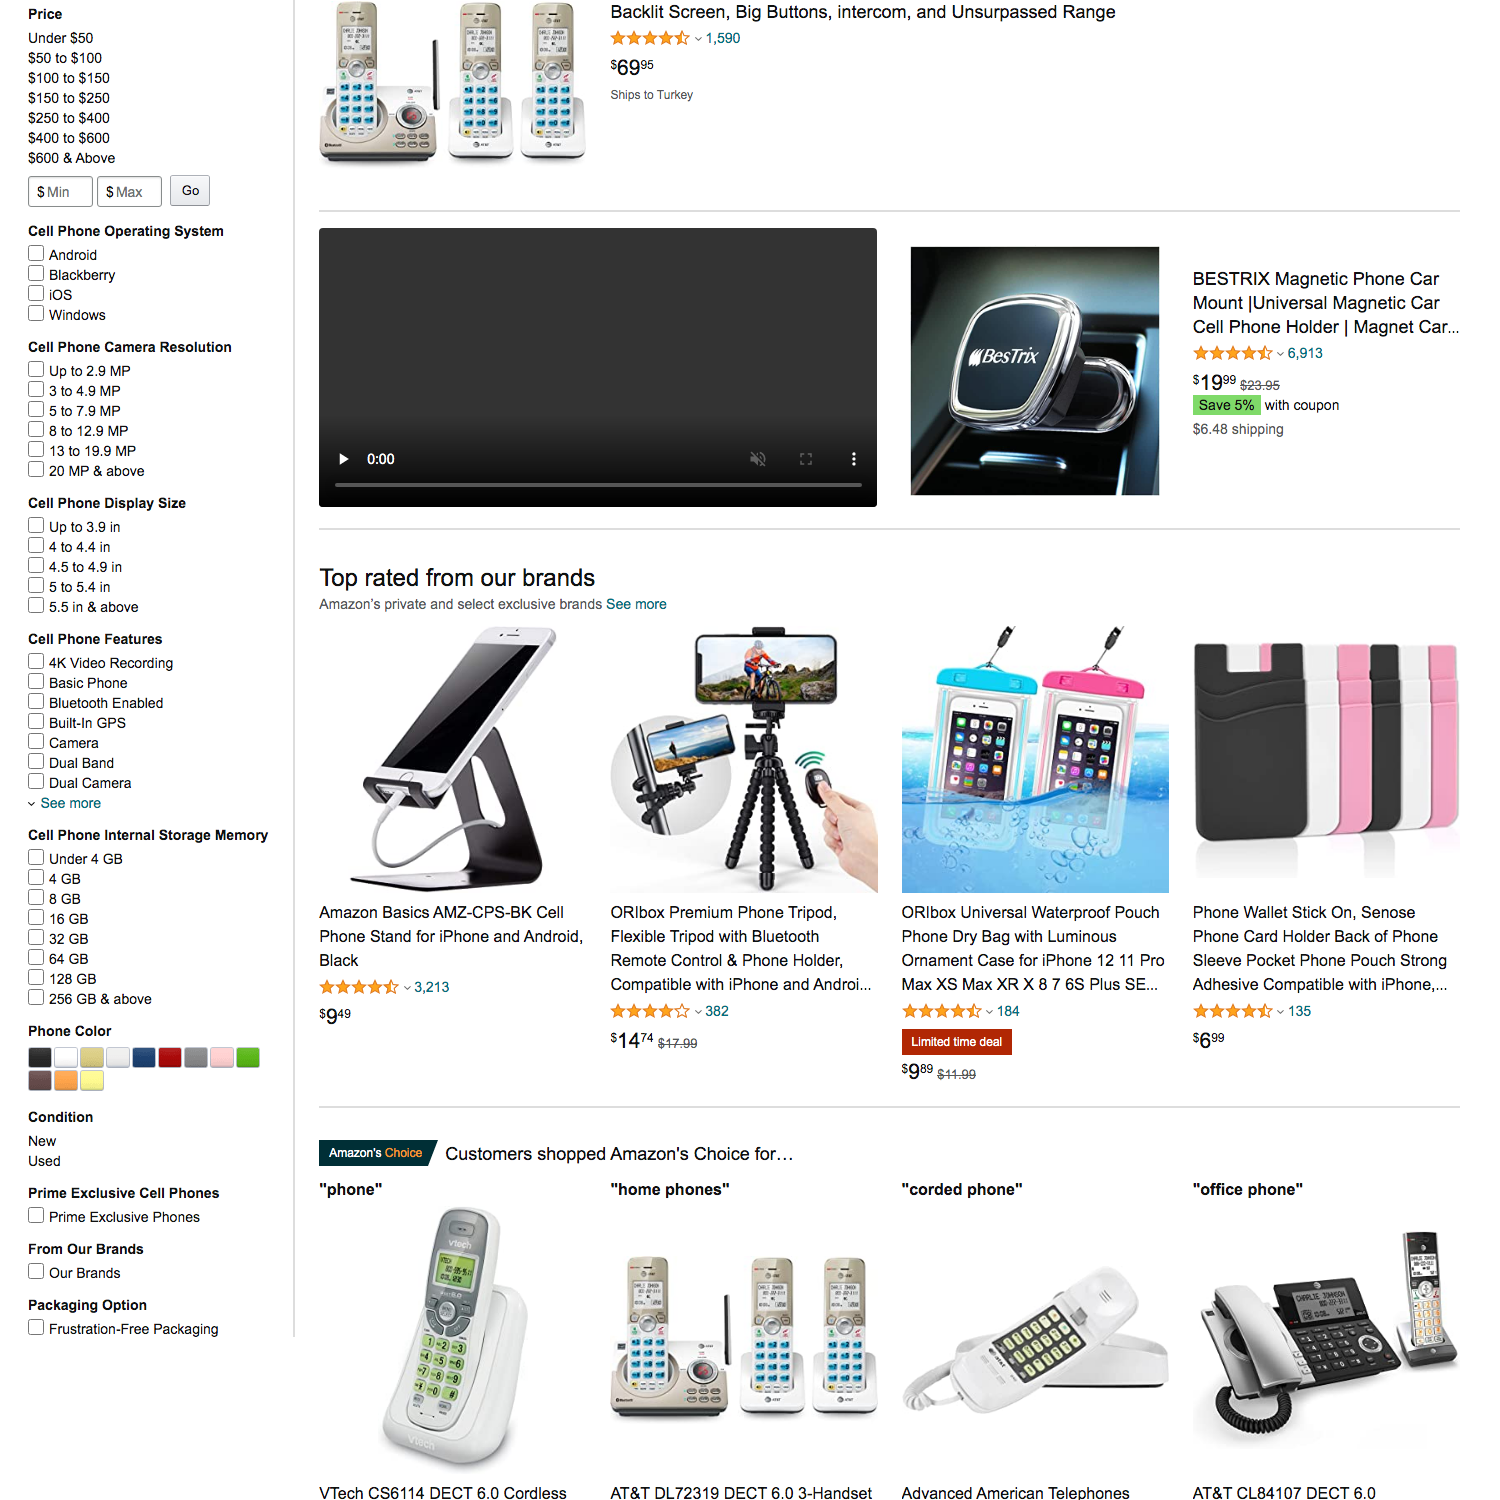 Price
Under $50
$50 to $100
$100 to $150
$150 to $250
$250 to $400
$400 to $600
$600 & Above
$ Min
$ Max
Go
Cell Phone Operating System
Android
Blackberry
iOS
Windows
Cell Phone Camera Resolution
Up to 2.9 MP
3 to 4.9 MP
5 to 7.9 MP
8 to 12.9 MP
13 to 19.9 MP
20 MP & above
Cell Phone Display Size
Up to 3.9 in
4 to 4.4 in
4.5 to 4.9 in
5 to 5.4 in
5.5 in & above
Cell Phone Features
4K Video Recording
Basic Phone
Bluetooth Enabled
Built-In GPS
Camera
Dual Band
Dual Camera
See more
Cell Phone Internal Storage Memory
Under 4 GB
4 GB
8 GB
16 GB
32 GB
64 GB
128 GB
256 GB & above
Phone Color
Condition
New
Used
Prime Exclusive Cell Phones
Prime Exclusive Phones
From Our Brands
Our Brands
Packaging Option
Frustration-Free Packaging
Backlit Screen, Big Buttons, intercom, and Unsurpassed Range
1,590
$6995
Ships to Turkey
0:00
BesTrix
BESTRIX Magnetic Phone Car
Mount |Universal Magnetic Car
Cell Phone Holder | Magnet Car...
6,913
$1999 $23.95
Save 5% with coupon
$6.48 shipping
Top rated from our brands
Amazon's private and select exclusive brands See more
Amazon Basics AMZ-CPS-BK Cell
Phone Stand for iPhone and Android,
Black
3,213
$949
ORIbox Premium Phone Tripod,
Flexible Tripod with Bluetooth
Remote Control & Phone Holder,
Compatible with iPhone and Androi...
382
$1474 $17.99
ORIbox Universal Waterproof Pouch
Phone Dry Bag with Luminous
Ornament Case for iPhone 12 11 Pro
Max XS Max XR X 8 7 6S Plus SE...
184
Limited time deal
$989 $11.99
Phone Wallet Stick On, Senose
Phone Card Holder Back of Phone
Sleeve Pocket Phone Pouch Strong
Adhesive Compatible with iPhone,...
135
$699
Amazon's Choice
Customers shopped Amazon's Choice for…
"phone"
vtech
VTech
VTech CS6114 DECT 6.0 Cordless
"home phones"
AT&T DL72319 DECT 6.0 3-Handset
"corded phone"
Advanced American Telephones
"office phone"
CHARLIE JOHNSON
AT&T CL84107 DECT 6.0